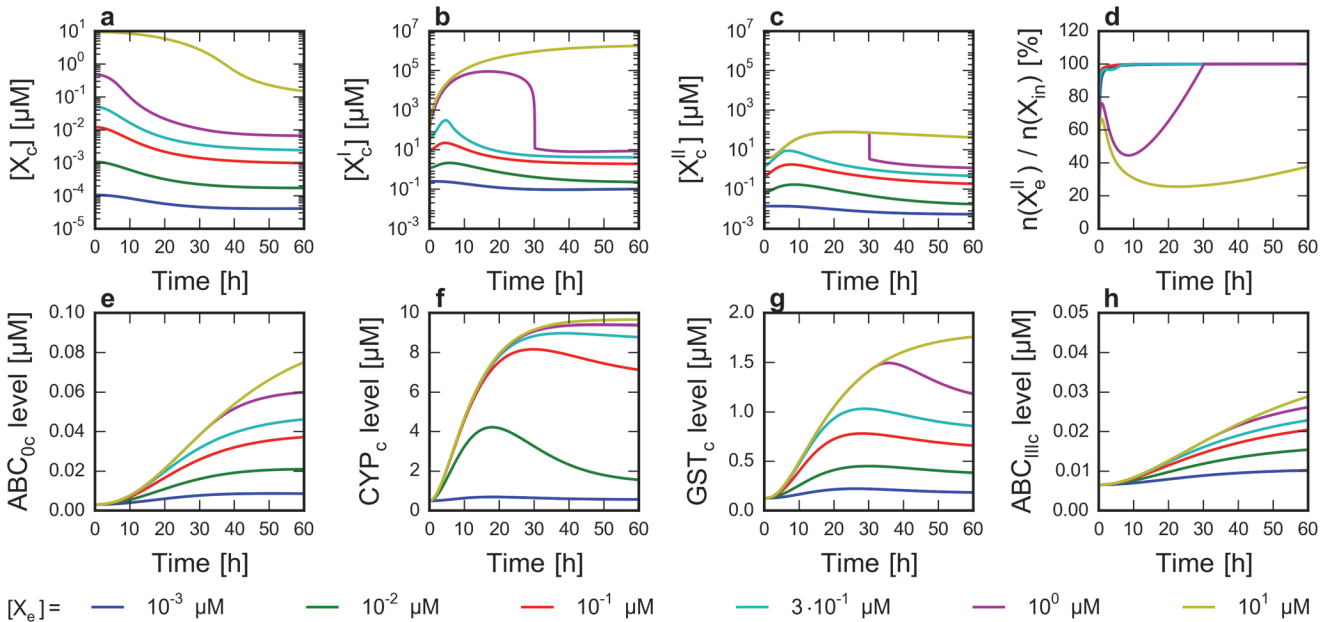 a b c d
[X_c] [µM]
10^1
10^0
10^-1
10^-2
10^-3
10^-4
10^-5
0 10 20 30 40 50 60
Time [h]
[X_c^I] [µM]
10^7
10^5
10^3
10^1
10^-1
10^-3
0 10 20 30 40 50 60
Time [h]
[X_c^II] [µM]
10^7
10^5
10^3
10^1
10^-1
10^-3
0 10 20 30 40 50 60
Time [h]
n(X_e^II) / n(X_in) [%]
120
100
80
60
40
20
0
0 10 20 30 40 50 60
Time [h]
e f g h
ABC_0c level [µM]
0.10
0.08
0.06
0.04
0.02
0.00
0 10 20 30 40 50 60
Time [h]
CYP_c level [µM]
10
8
6
4
2
0
0 10 20 30 40 50 60
Time [h]
GST_c level [µM]
2.0
1.5
1.0
0.5
0.0
0 10 20 30 40 50 60
Time [h]
ABC_IIIc level [µM]
0.05
0.04
0.03
0.02
0.01
0.00
0 10 20 30 40 50 60
Time [h]
[X_e] = 10^-3 µM 10^-2 µM 10^-1 µM 3·10^-1 µM 10^0 µM 10^1 µM